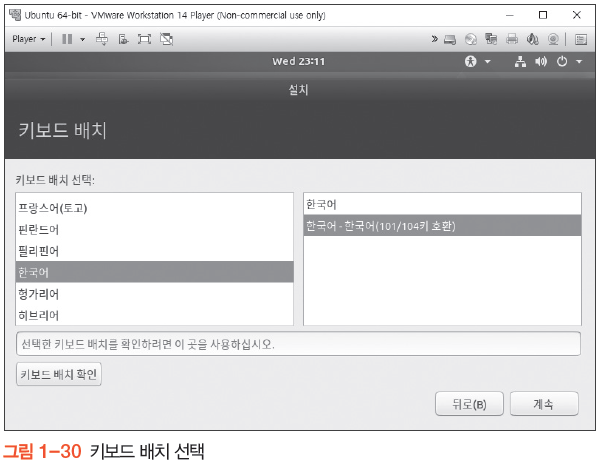 Ubuntu 64-bit - VMware Workstation 14 Player (Non-commercial use only)
Player
Wed 23:11
설치
키보드 배치
키보드 배치 선택:
프랑스어(토고)
핀란드어
필리핀어
한국어
헝가리어
히브리어
한국어
한국어 - 한국어(101/104키 호환)
선택한 키보드 배치를 확인하려면 이 곳을 사용하십시오.
키보드 배치 확인
뒤로(B)
계속
그림 1-30 키보드 배치 선택